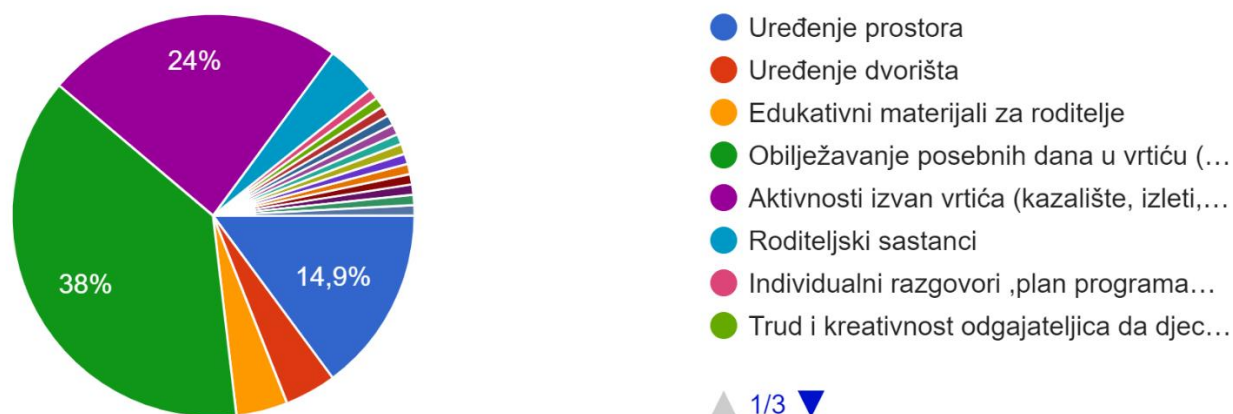 24%
38%
14,9%
Uređenje prostora
Uređenje dvorišta
Edukativni materijali za roditelje
Obilježavanje posebnih dana u vrtiću (…
Aktivnosti izvan vrtića (kazalište, izleti,…
Roditeljski sastanci
Individualni razgovori ,plan programa…
Trud i kreativnost odgajateljica da djec…
1/3